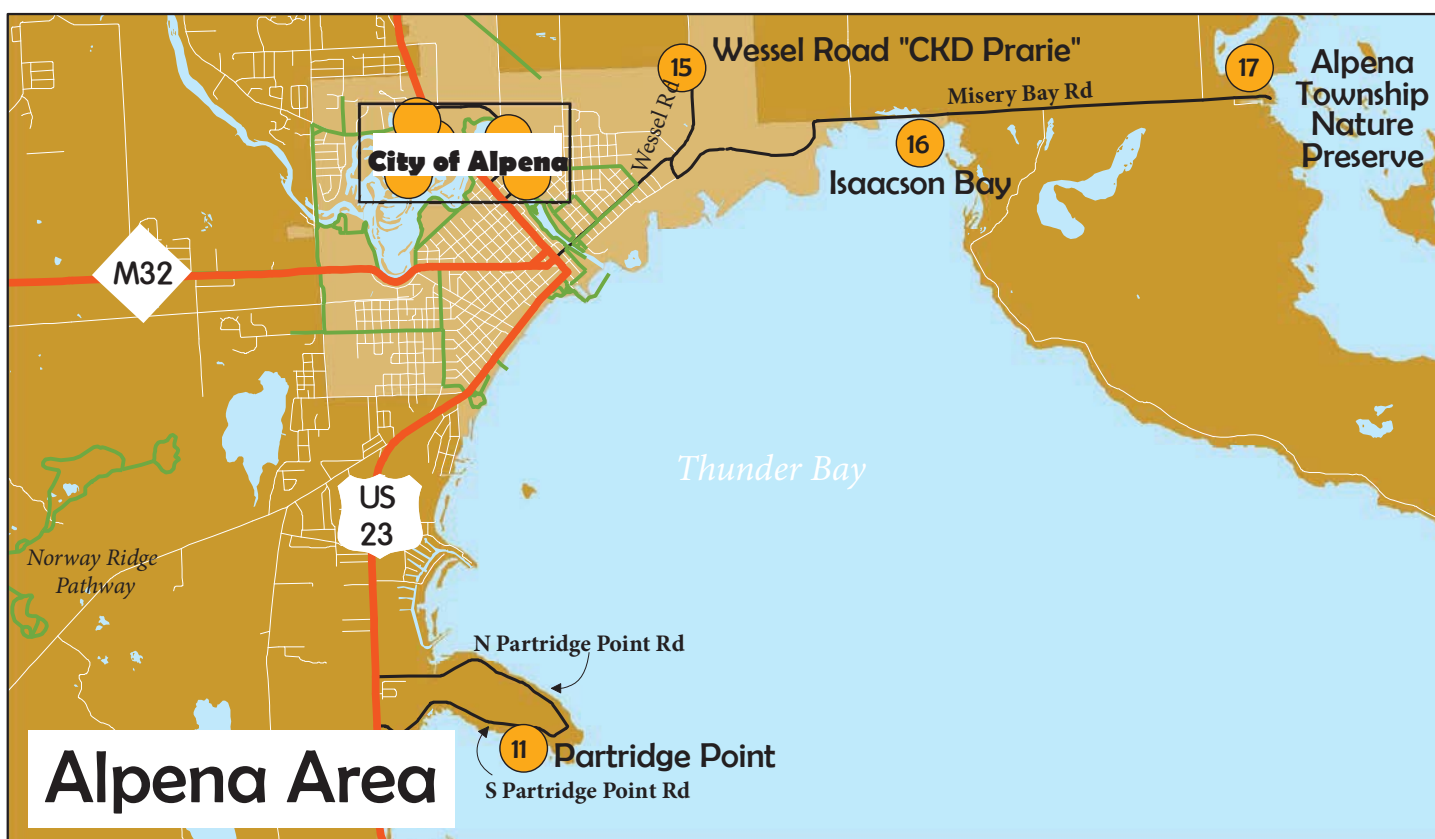 15
Wessel Road "CKD Prarie"
17
Alpena
Township
Nature
Preserve
Misery Bay Rd
Wessel Rd
16
Isaacson Bay
City of Alpena
M32
Thunder Bay
US
23
Norway Ridge
Pathway
N Partridge Point Rd
11
Partridge Point
S Partridge Point Rd
Alpena Area